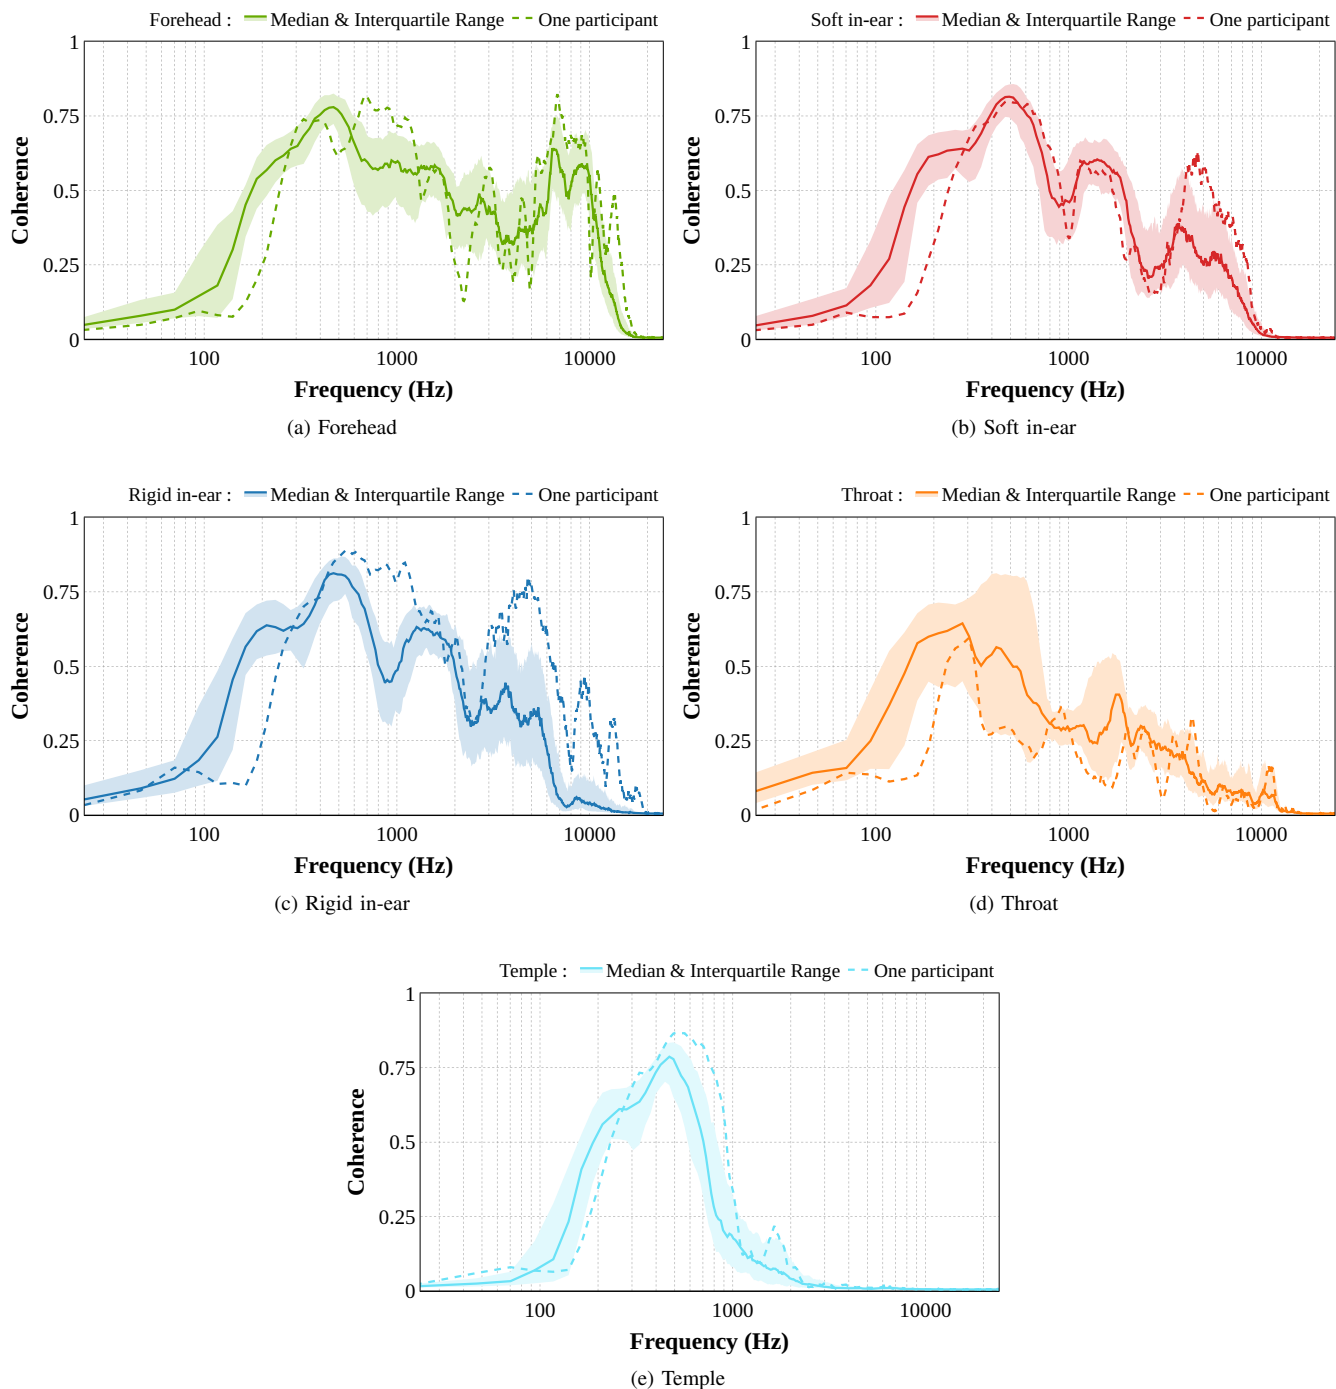 Forehead : Median & Interquartile Range One participant
1
0.75
0.5
0.25
0
Coherence
100 1000 10000
Frequency (Hz)
(a) Forehead
Soft in-ear : Median & Interquartile Range One participant
1
0.75
0.5
0.25
0
Coherence
100 1000 10000
Frequency (Hz)
(b) Soft in-ear
Rigid in-ear : Median & Interquartile Range One participant
1
0.75
0.5
0.25
0
Coherence
100 1000 10000
Frequency (Hz)
(c) Rigid in-ear
Throat : Median & Interquartile Range One participant
1
0.75
0.5
0.25
0
Coherence
100 1000 10000
Frequency (Hz)
(d) Throat
Temple : Median & Interquartile Range One participant
1
0.75
0.5
0.25
0
Coherence
100 1000 10000
Frequency (Hz)
(e) Temple